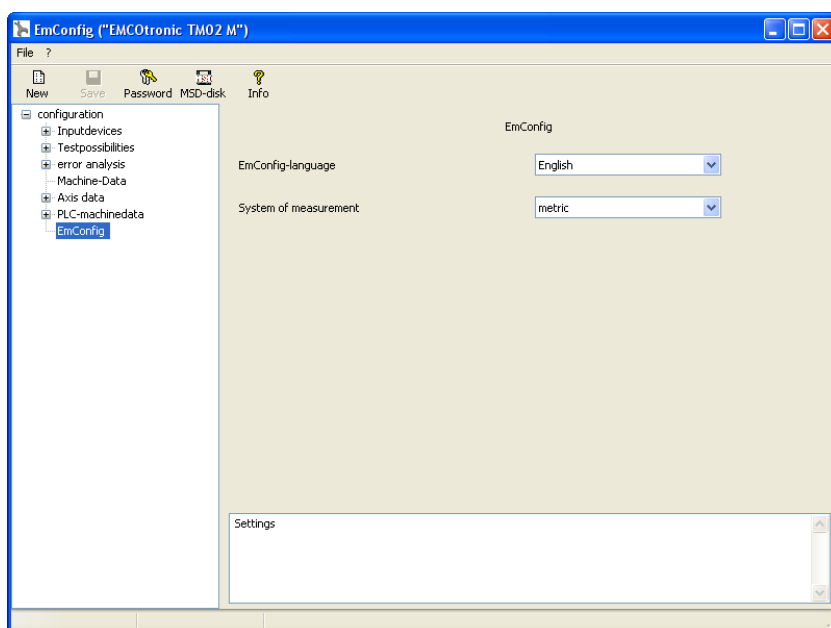 EmConfig ("EMCOtronic TM02 M")
File ?
New Save Password MSD-disk Info
configuration
Inputdevices
Testpossibilities
error analysis
Machine-Data
Axis data
PLC-machinedata
EmConfig
EmConfig
EmConfig-language English
System of measurement metric
Settings